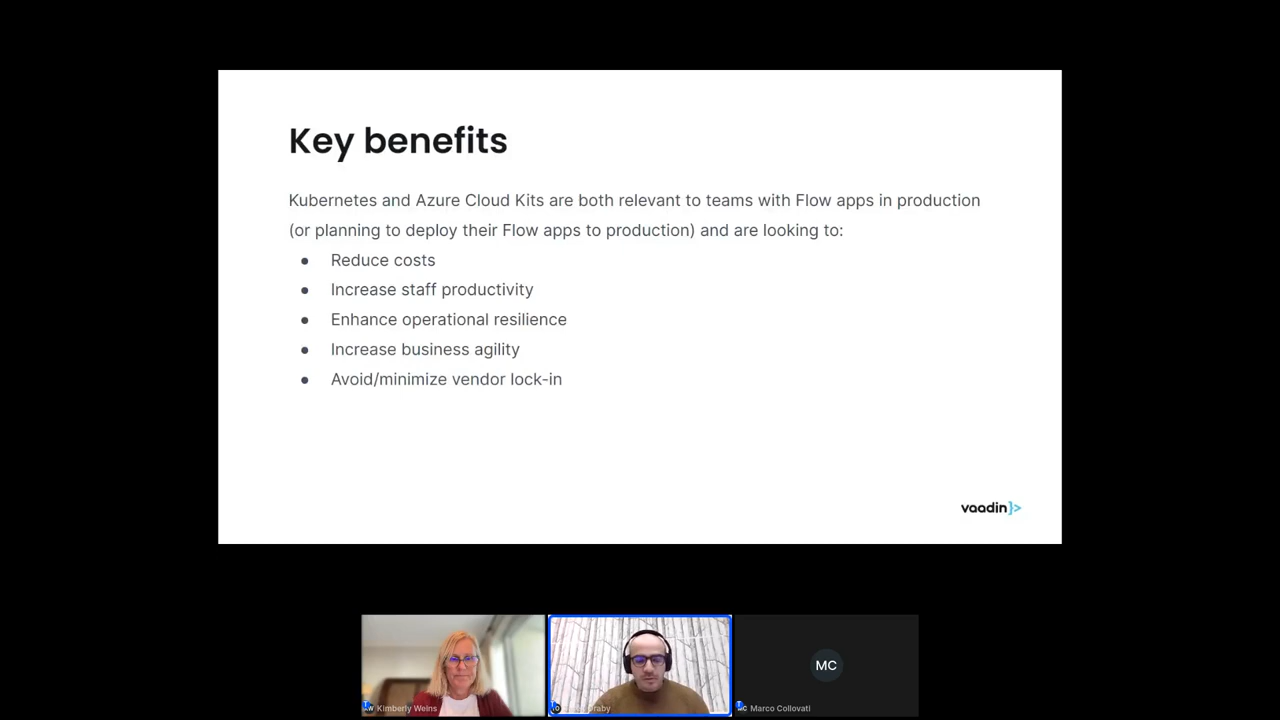 Key benefits
Kubernetes and Azure Cloud Kits are both relevant to teams with Flow apps in production
(or planning to deploy their Flow apps to production) and are looking to:
● Reduce costs
● Increase staff productivity
● Enhance operational resilience
● Increase business agility
● Avoid/minimize vendor lock-in
vaadin}>
MC
Kimberly Weins
Marco Collovati